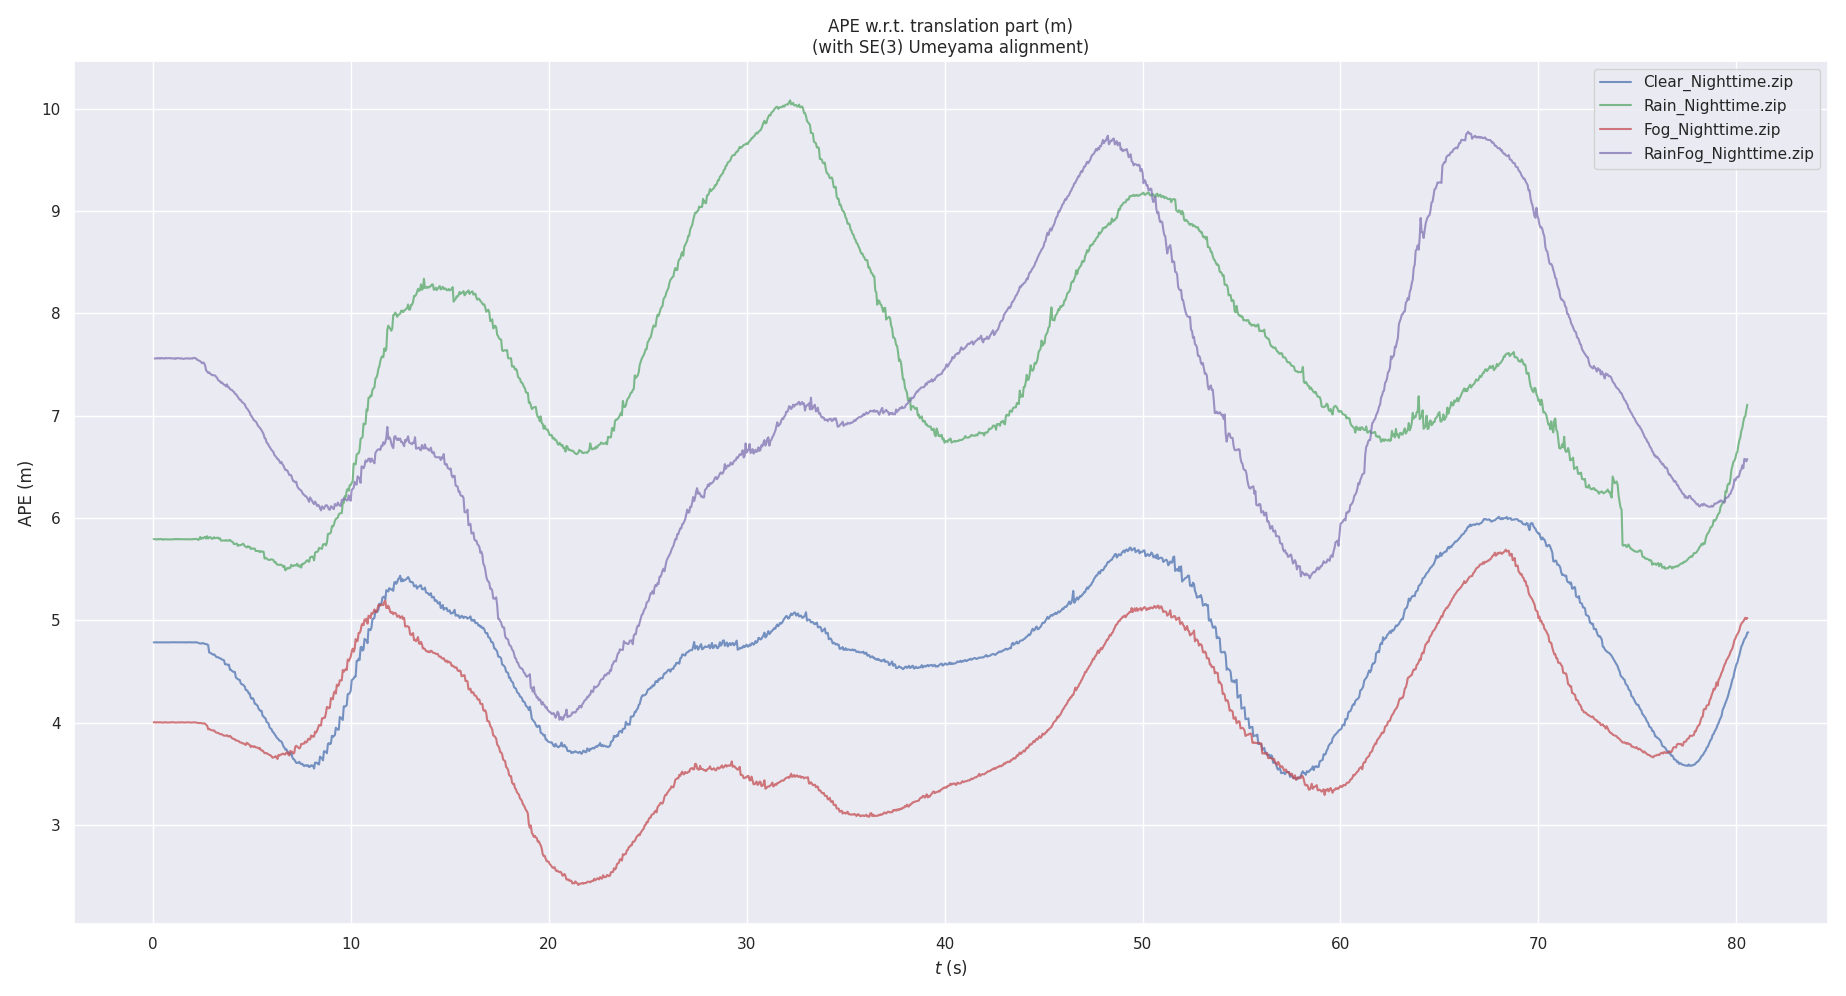 APE w.r.t. translation part (m)
(with SE(3) Umeyama alignment)
Clear_Nighttime.zip
Rain_Nighttime.zip
Fog_Nighttime.zip
RainFog_Nighttime.zip
APE (m)
10
9
8
7
6
5
4
3
0 10 20 30 40 50 60 70 80
t (s)